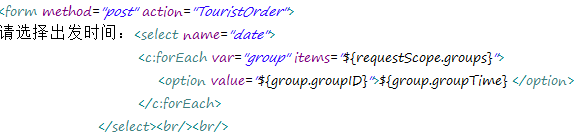 <form method="post" action="TouristOrder">
请选择出发时间：<select name="date">
<c:forEach var="group" items="${requestScope.groups}">
<option value="${group.groupID}">${group.groupTime} </option>
</c:forEach>
</select><br/><br/>